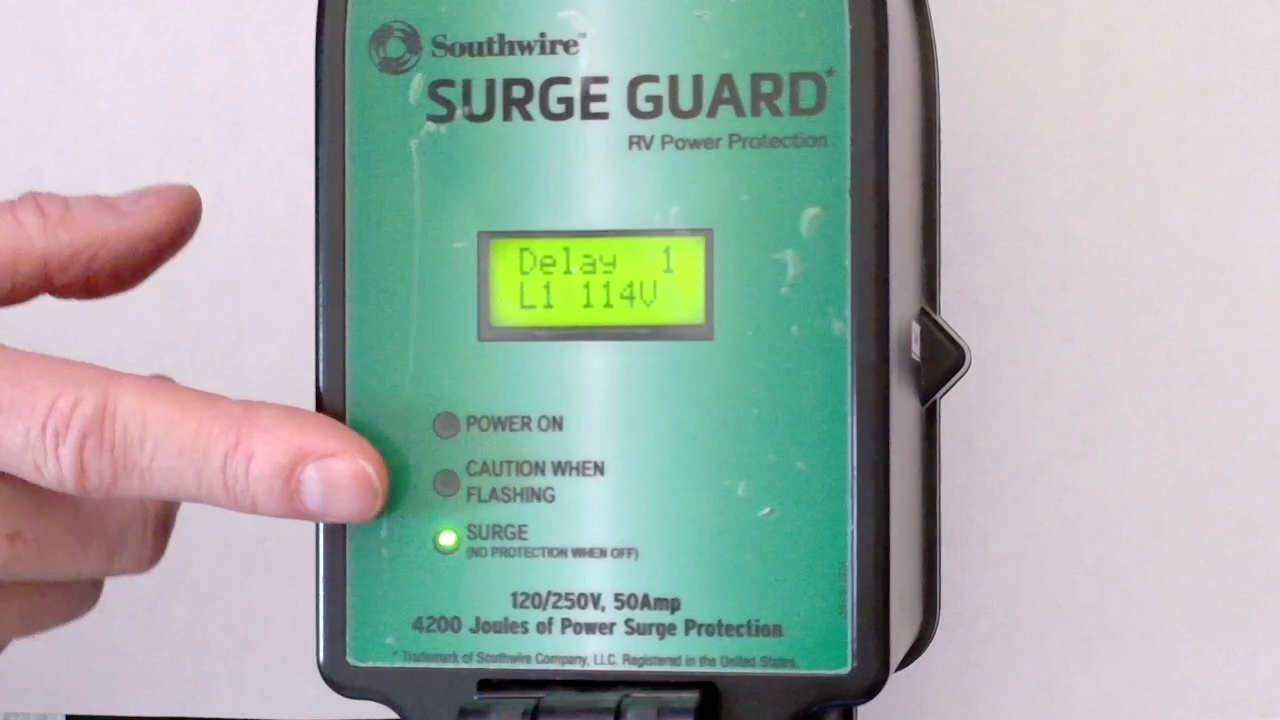 Southwire™
SURGE GUARD*
RV Power Protection
Delay 1
L1 114V
POWER ON
CAUTION WHEN
FLASHING
SURGE
(NO PROTECTION WHEN OFF)
120/250V, 50Amp
4200 Joules of Power Surge Protection
* Trademark of Southwire Company, LLC. Registered in the United States.